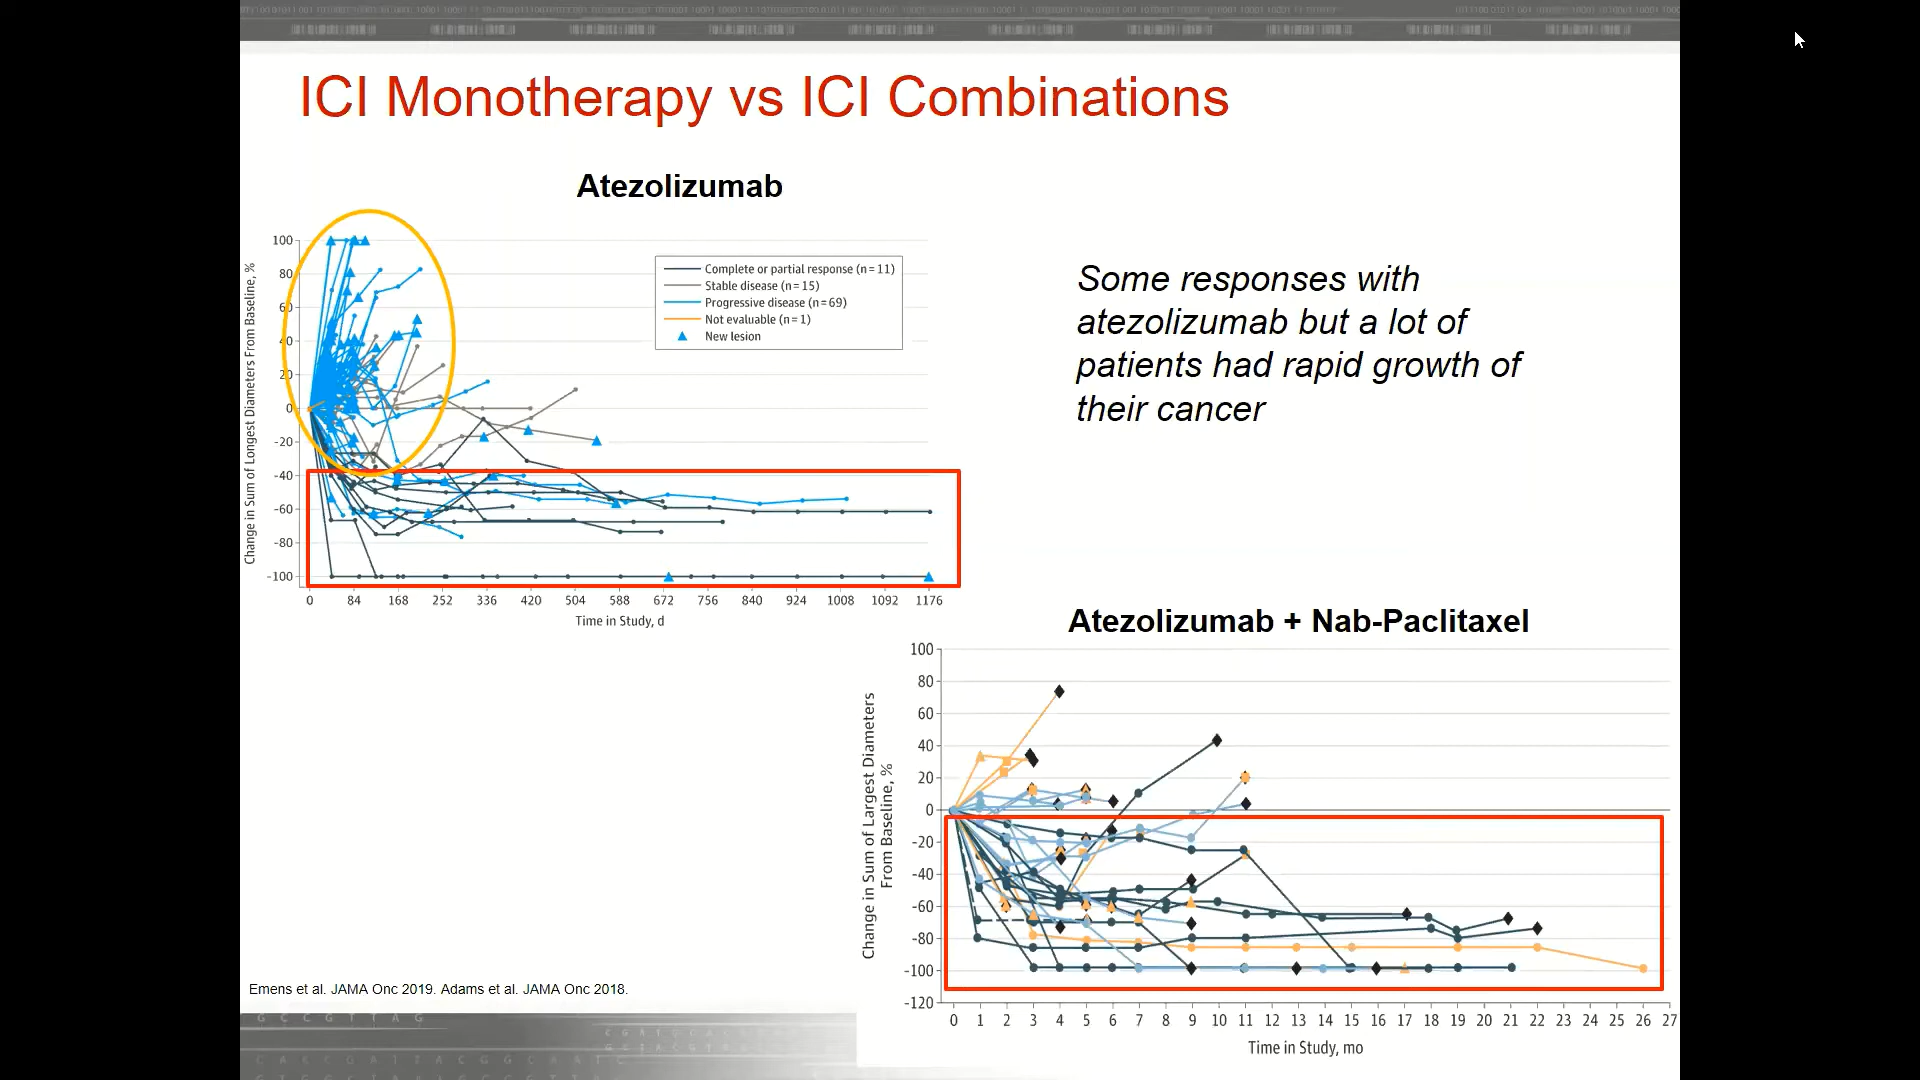 ICI Monotherapy vs ICI Combinations
Atezolizumab
Change in Sum of Longest Diameters From Baseline, %
100
80
60
40
20
0
-20
-40
-60
-80
-100
Complete or partial response (n=11)
Stable disease (n=15)
Progressive disease (n=69)
Not evaluable (n=1)
New lesion
0 84 168 252 336 420 504 588 672 756 840 924 1008 1092 1176
Time in Study, d
Some responses with
atezolizumab but a lot of
patients had rapid growth of
their cancer
Atezolizumab + Nab-Paclitaxel
Change in Sum of Largest Diameters
From Baseline, %
100
80
60
40
20
0
-20
-40
-60
-80
-100
-120
0 1 2 3 4 5 6 7 8 9 10 11 12 13 14 15 16 17 18 19 20 21 22 23 24 25 26 27
Time in Study, mo
Emens et al. JAMA Onc 2019. Adams et al. JAMA Onc 2018.
G C C G T T A G